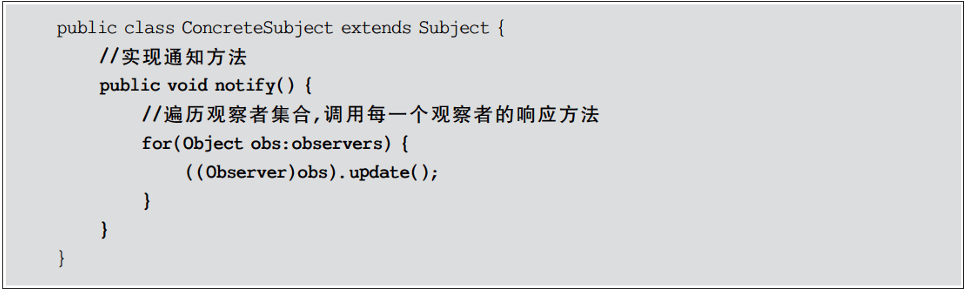 public class ConcreteSubject extends Subject {
//实现通知方法
public void notify() {
//遍历观察者集合,调用每一个观察者的响应方法
for(Object obs:observers) {
((Observer)obs).update();
}
}
}